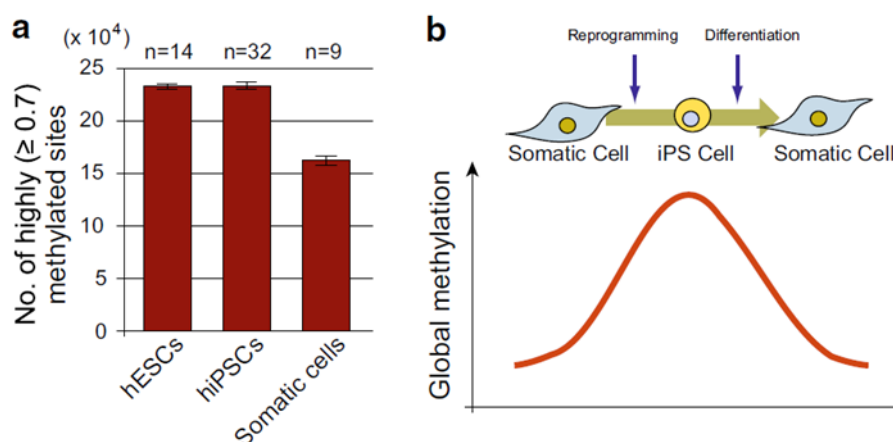 a
(x 10⁴)
n=14 n=32 n=9
No. of highly (≥ 0.7)
methylated sites
25
20
15
10
5
0
hESCs
hiPSCs
Somatic cells
b
Reprogramming Differentiation
Somatic Cell iPS Cell Somatic Cell
Global methylation